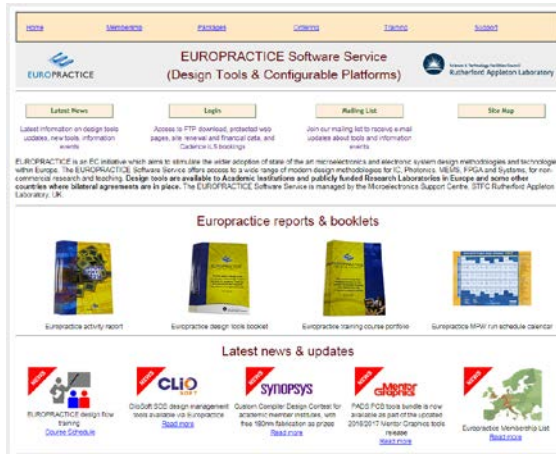 Home Membership Packages Ordering Training Support
EUROPRACTICE
EUROPRACTICE Software Service
(Design Tools & Configurable Platforms)
Science & Technology Facilities Council
Rutherford Appleton Laboratory
Latest News Login Mailing List Site Map
Latest information on design tools
updates, new tools, information
events
Access to FTP download, protected web
pages, site renewal and financial data, and
Cadence ILS bookings
Join our mailing list to receive e-mail
updates about tools and information
events
EUROPRACTICE is an EC initiative which aims to stimulate the wider adoption of state of the art microelectronics and electronic system design methodologies and technologie
within Europe. The EUROPRACTICE Software Service offers access to a wide range of modern design methodologies for IC, Photonics, MEMS, FPGA and Systems, for non-
commercial research and teaching. Design tools are available to Academic Institutions and publicly funded Research Laboratories in Europe and some other
countries where bilateral agreements are in place. The EUROPRACTICE Software Service is managed by the Microelectronics Support Centre, STFC Rutherford Appleton
Laboratory, UK.
Europractice reports & booklets
Europractice activity report
Europractice design tools booklet
Europractice training course portfolio
Europractice MPW run schedule calendar
Latest news & updates
NEWS
EUROPRACTICE design flow
training
Course Schedule
NEWS
CLIO
SOFT
ClioSoft SOS design management
tools available via Europractice
Read more
NEWS
SYNOPSYS
Custom Compiler Design Contest for
academic member institutes, with
free 180nm fabrication as prizes
Read more
NEWS
Mentor
Graphics
PADS PCB tools bundle is now
available as part of the updated
2016/2017 Mentor Graphics tools
release
Read more
NEWS
Europractice Membership List
Read more